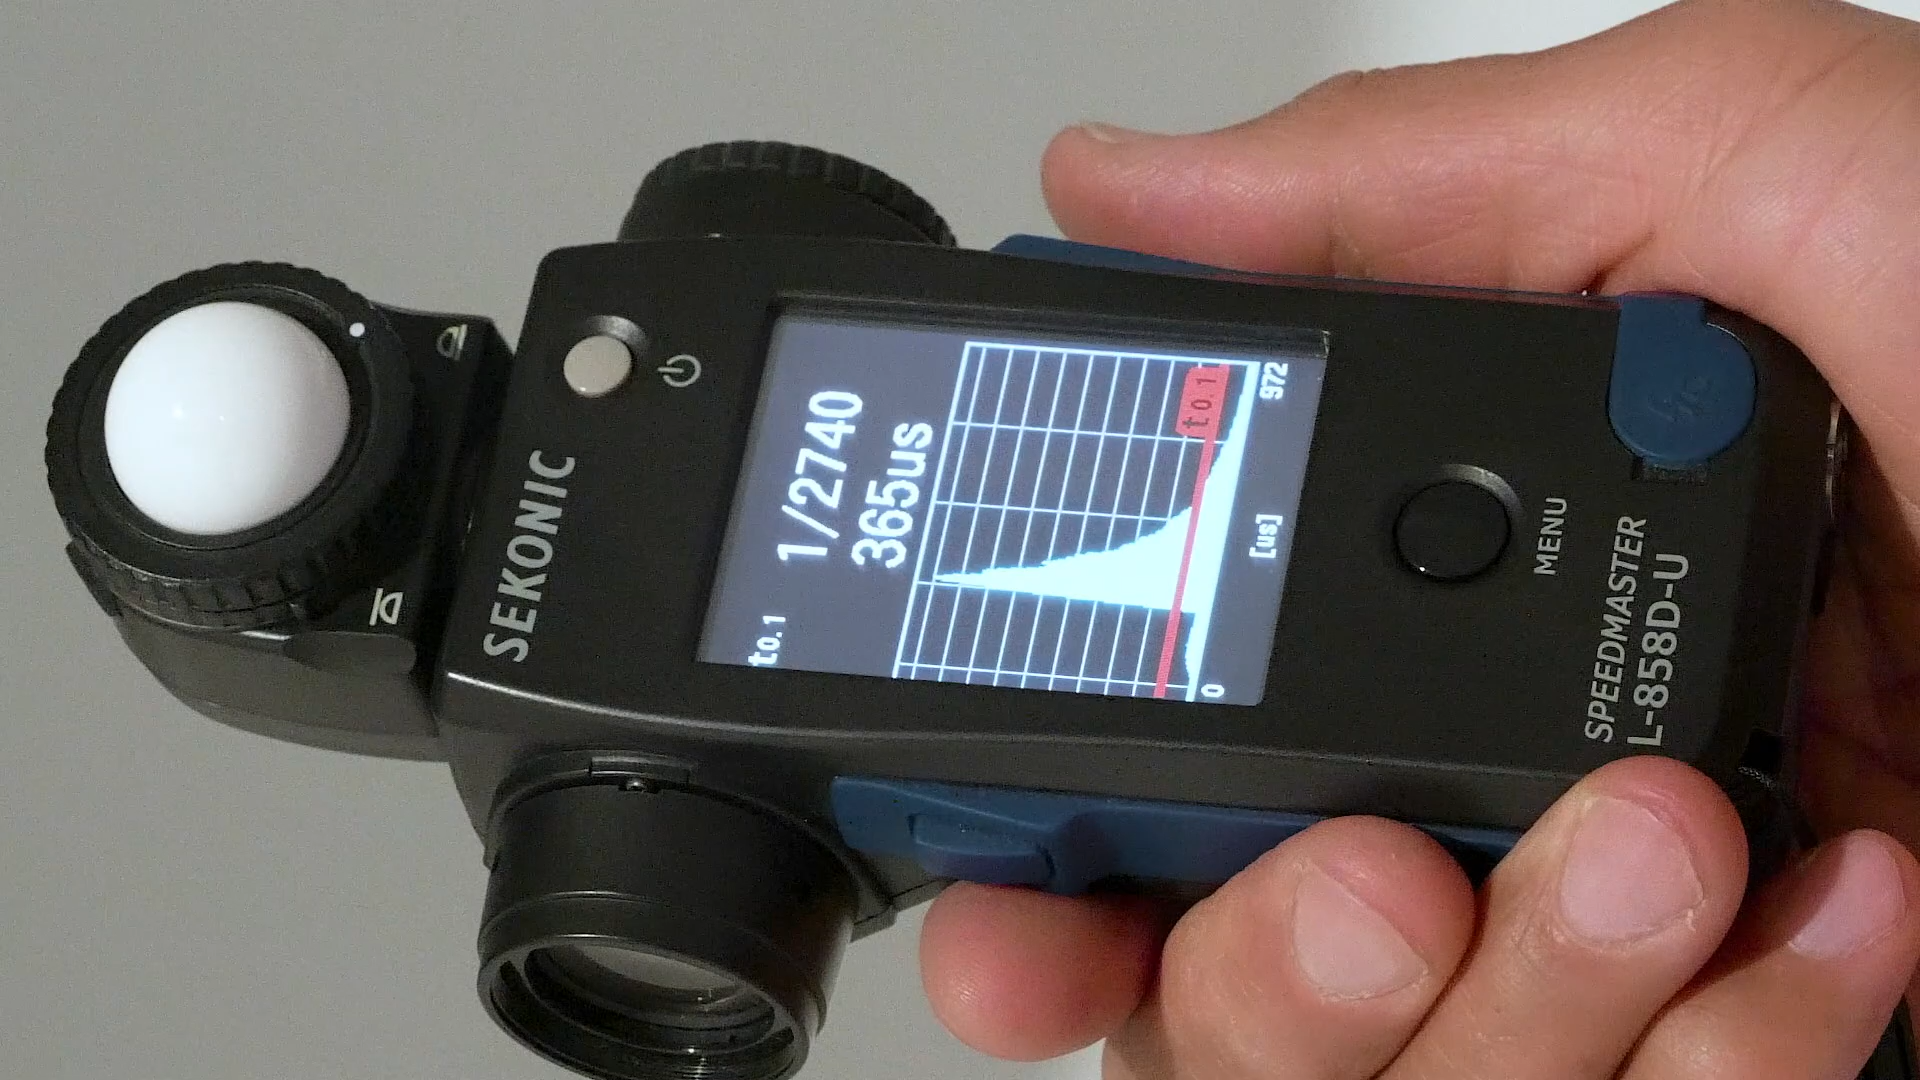 SEKONIC
t0.1
1/2740
365us
t0.1
0
[us]
972
MENU
SPEEDMASTER
L-858D-U